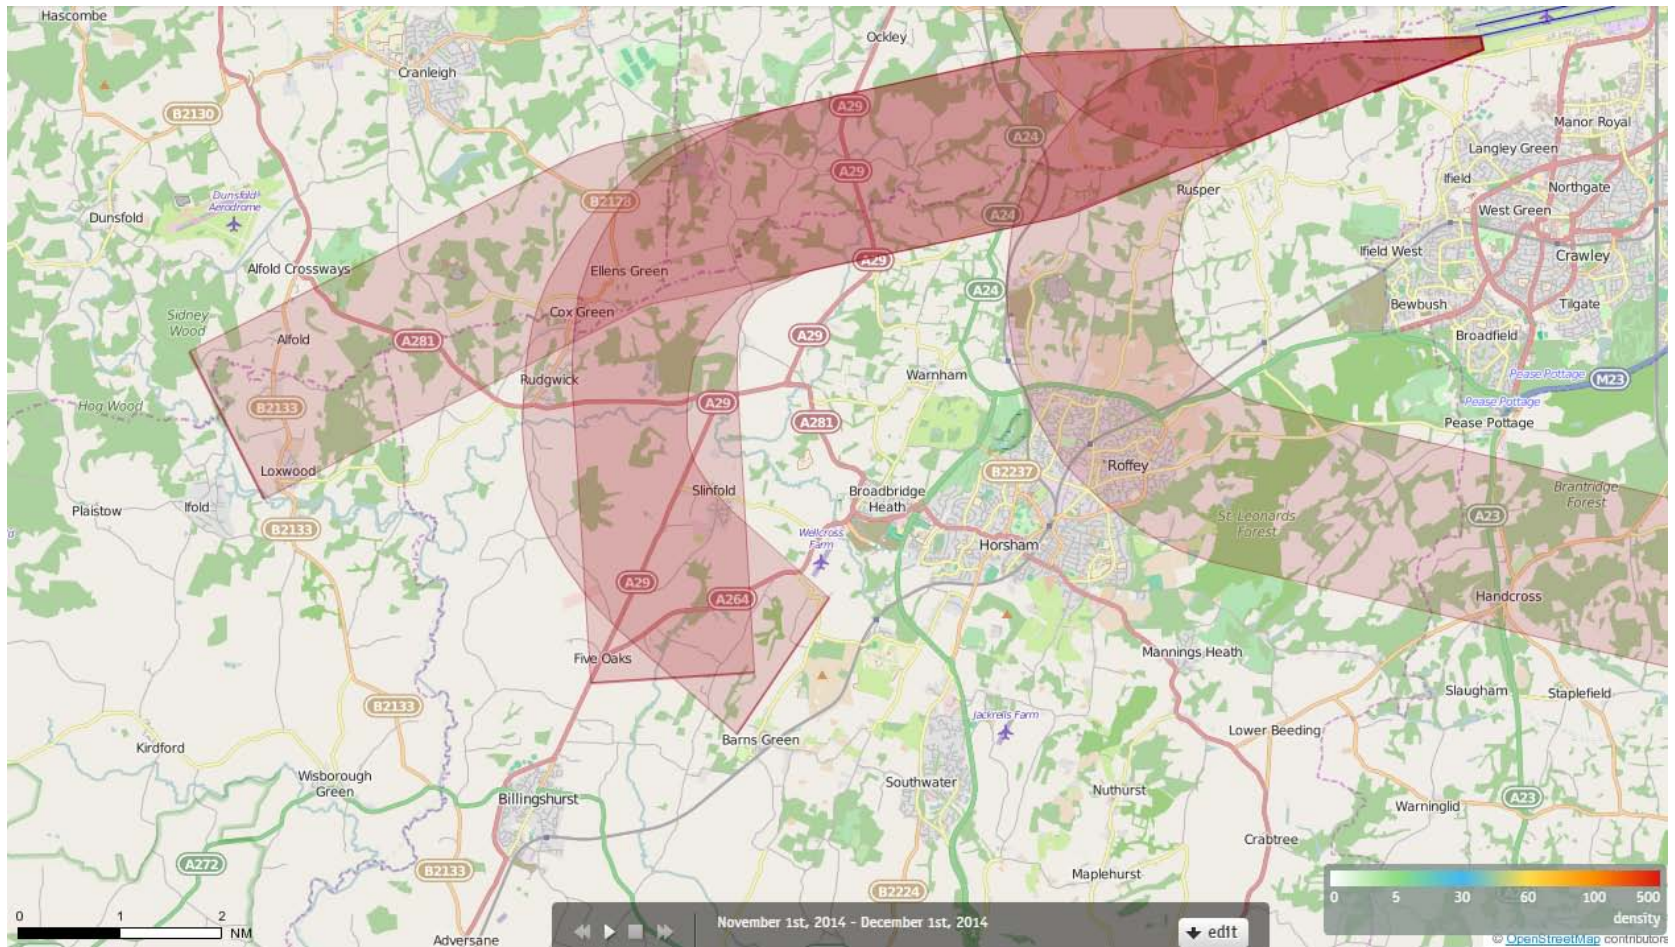 Hascombe
Ockley
Cranleigh
B2130
A29
Manor Royal
A24
Langley Green
A29
Ifield
Northgate
Rusper
Dunsfold
Dunsfold
Aerodrome
B2128
West Green
A24
Ifield West
Crawley
Alfold Crossways
Ellens Green
A29
A24
Bewbush
Tilgate
Sidney
Wood
Cox Green
Alfold
A281
A29
Broadfield
Rudgwick
Warnham
Pease Pottage
M23
Hog Wood
B2133
A29
Pease Pottage
A281
Pease Pottage
Loxwood
B2237
Roffey
Plaistow
Ifold
Slinfold
Broadbridge
Heath
Brantridge
Forest
B2133
St Leonards
Forest
A23
Wellcross
Farm
Horsham
A29
A264
Handcross
Five Oaks
Mannings Heath
Slaugham
Staplefield
B2133
Jackrells Farm
Kirdford
Barns Green
Lower Beeding
Wisborough
Green
Southwater
Nuthurst
Billingshurst
Warninglid
A23
Crabtree
A272
B2133
B2224
Maplehurst
0 5 30 60 100 500
density
0 1 2
NM
November 1st, 2014 - December 1st, 2014
edit
Adversane
© OpenStreetMap contributors